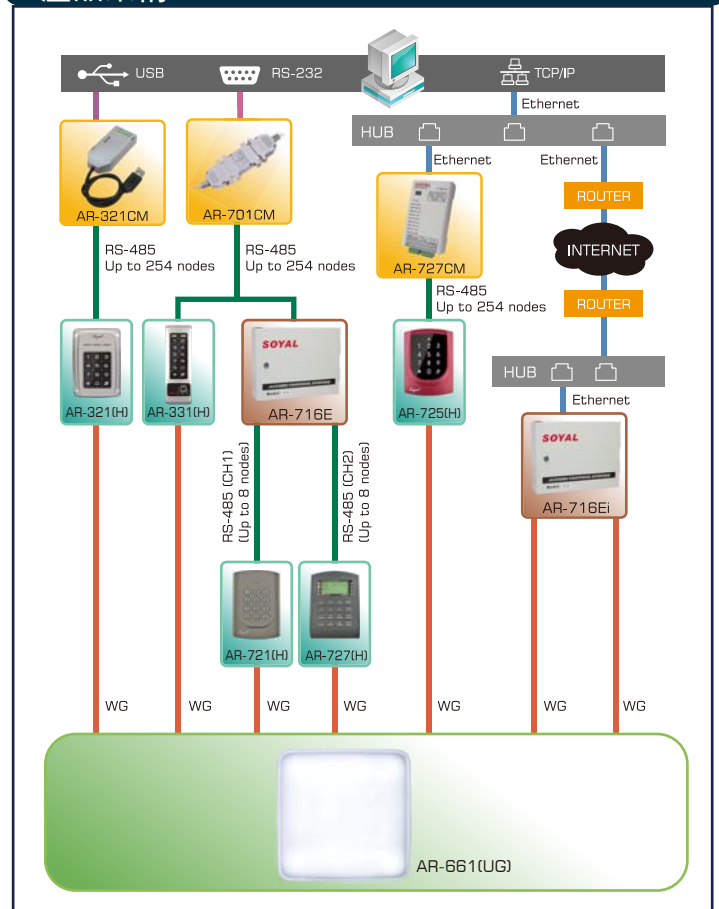 USB
RS-232
TCP/IP
Ethernet
HUB
Ethernet
Ethernet
AR-321CM
AR-701CM
SOYAL
AR-727CM
ROUTER
INTERNET
ROUTER
RS-485
Up to 254 nodes
RS-485
Up to 254 nodes
RS-485
Up to 254 nodes
AR-321(H)
AR-331(H)
SOYAL
AR-716E
AR-725(H)
HUB
Ethernet
SOYAL
AR-716Ei
RS-485 (CH1)
(Up to 8 nodes)
RS-485 (CH2)
(Up to 8 nodes)
AR-721(H)
AR-727(H)
WG
WG
WG
WG
WG
WG
WG
AR-661(UG)